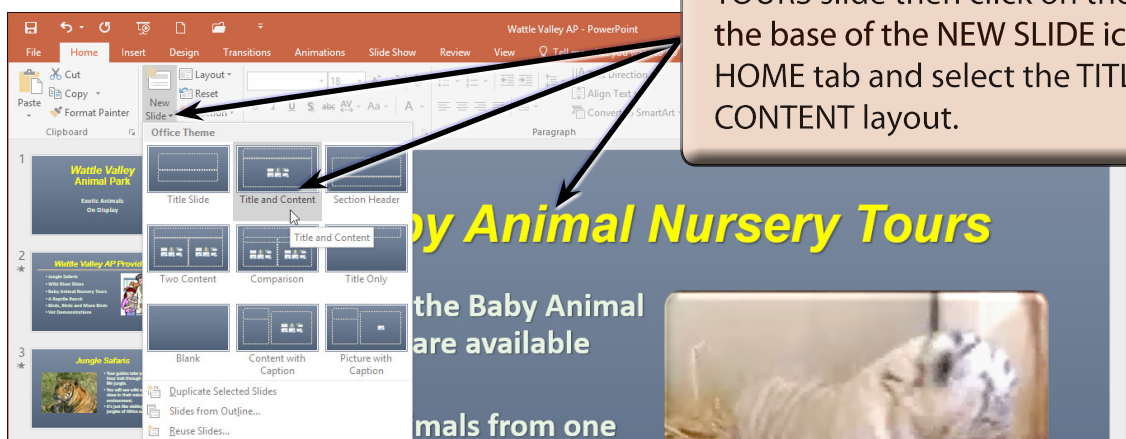 TOURS slide then click on the
the base of the NEW SLIDE ic
HOME tab and select the TITL
CONTENT layout.
Wattle Valley AP - PowerPoint
File Home Insert Design Transitions Animations Slide Show Review View
Cut
Copy
Format Painter
Paste
Clipboard
New
Slide
Layout
Reset
18
Aa
A
Align Text
Convert to SmartArt
Direction
Paragraph
Office Theme
Title Slide
Title and Content
Section Header
Title and Content
Two Content
Comparison
Title Only
Blank
Content with
Caption
Picture with
Caption
Duplicate Selected Slides
Slides from Outline...
Reuse Slides...
1
Wattle Valley
Animal Park
Exotic Animals
On Display
2
Wattle Valley AP Provid
• Jungle Safaris
• Wild River Rides
• Baby Animal Nursery Tours
• A Reptile Ranch
• Birds, Birds and More Birds
• Vet Demonstrations
3
Jungle Safaris
by Animal Nursery Tours
the Baby Animal
are available
mals from one